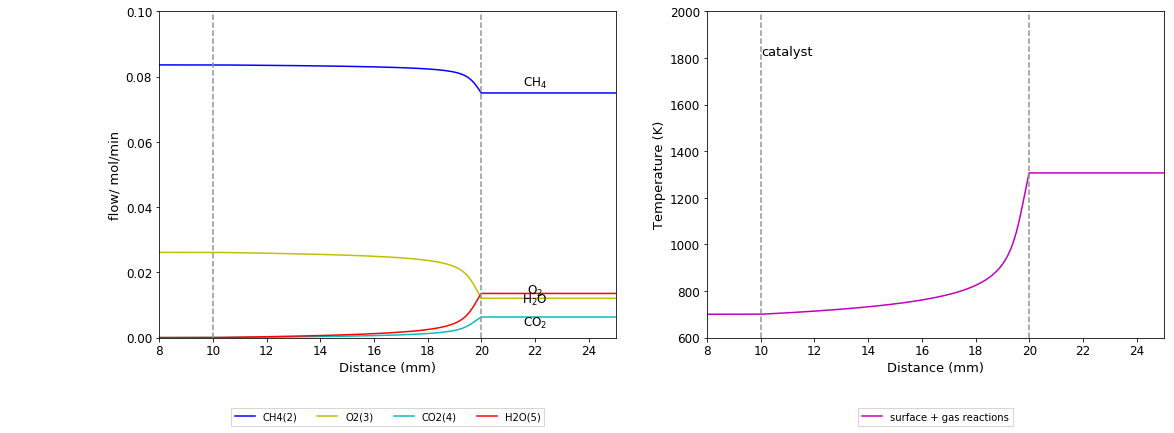 0.10
0.08
0.06
0.04
0.02
0.00
flow/ mol/min
CH₄
O₂
H₂O
CO₂
8 10 12 14 16 18 20 22 24
Distance (mm)
CH4(2) O2(3) CO2(4) H2O(5)
2000
1800
1600
1400
1200
1000
800
600
Temperature (K)
catalyst
8 10 12 14 16 18 20 22 24
Distance (mm)
surface + gas reactions